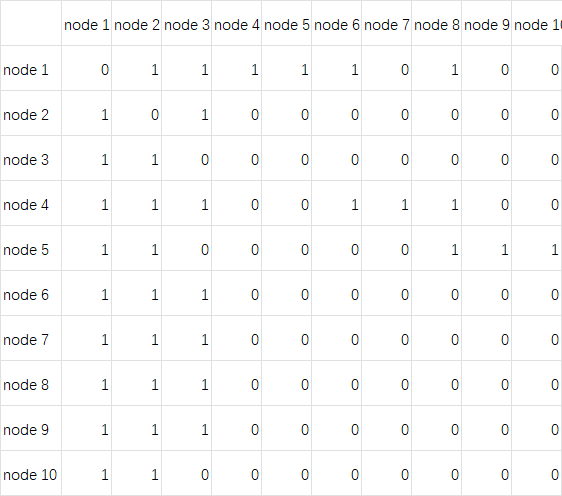 node 1 node 2 node 3 node 4 node 5 node 6 node 7 node 8 node 9 node 10
node 1 0 1 1 1 1 1 0 1 0 0
node 2 1 0 1 0 0 0 0 0 0 0
node 3 1 1 0 0 0 0 0 0 0 0
node 4 1 1 1 0 0 1 1 1 0 0
node 5 1 1 0 0 0 0 0 1 1 1
node 6 1 1 1 0 0 0 0 0 0 0
node 7 1 1 1 0 0 0 0 0 0 0
node 8 1 1 1 0 0 0 0 0 0 0
node 9 1 1 1 0 0 0 0 0 0 0
node 10 1 1 0 0 0 0 0 0 0 0